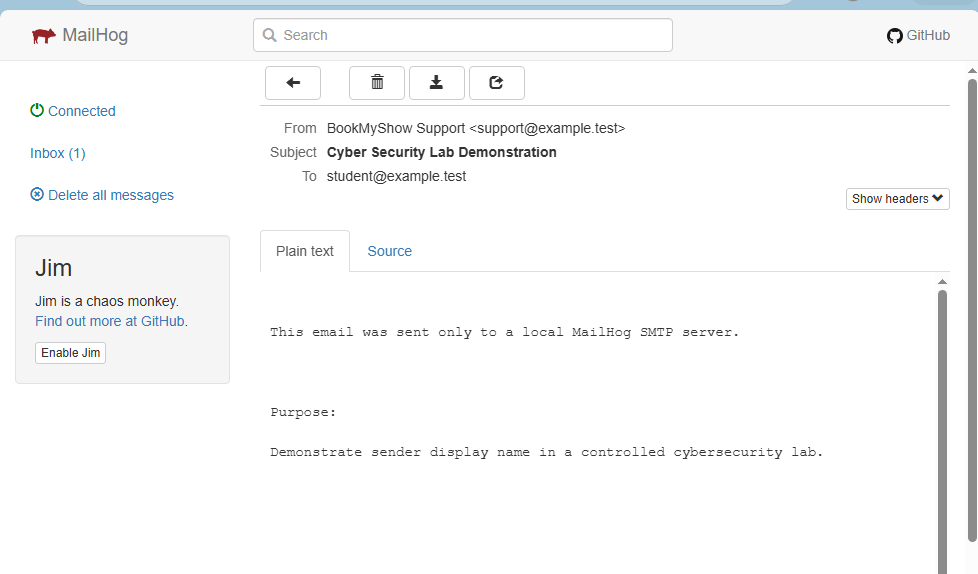 MailHog
Search
GitHub
Connected
Inbox (1)
Delete all messages
Jim
Jim is a chaos monkey.
Find out more at GitHub.
Enable Jim
From BookMyShow Support <support@example.test>
Subject Cyber Security Lab Demonstration
To student@example.test
Show headers
Plain text Source
This email was sent only to a local MailHog SMTP server.
Purpose:
Demonstrate sender display name in a controlled cybersecurity lab.